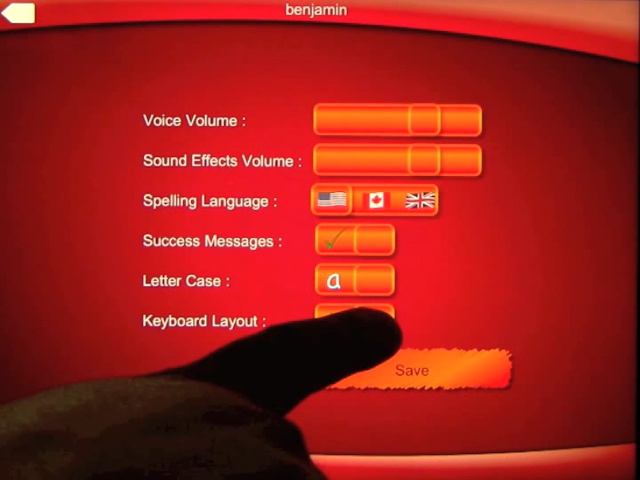 benjamin
Voice Volume :
Sound Effects Volume :
Spelling Language :
Success Messages :
Letter Case : a
Keyboard Layout :
Save